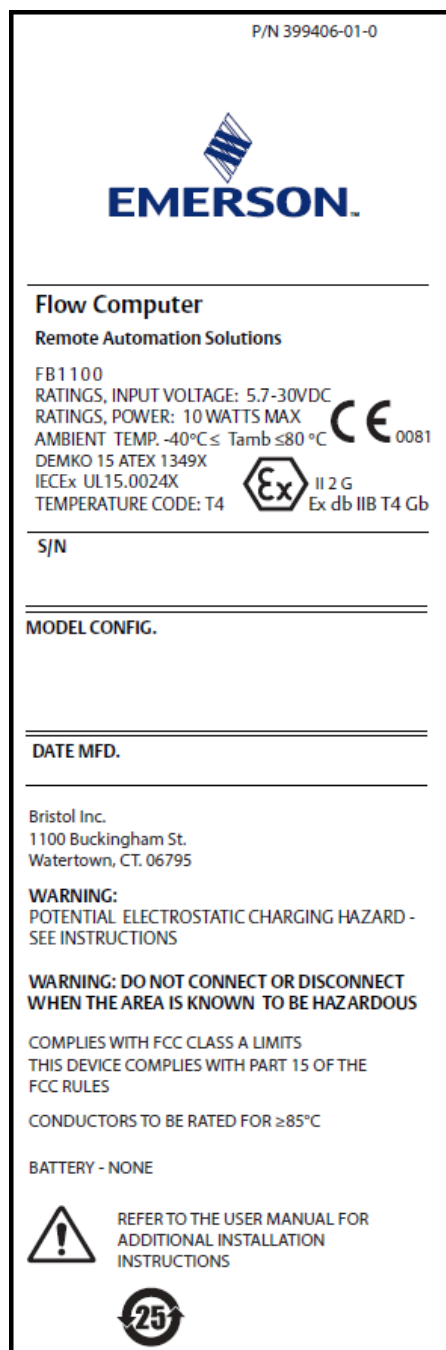 P/N 399406-01-0
EMERSON™
Flow Computer
Remote Automation Solutions
FB1100
RATINGS, INPUT VOLTAGE: 5.7-30VDC
RATINGS, POWER: 10 WATTS MAX
AMBIENT TEMP. -40°C ≤ Tamb ≤80 °C
CE 0081
DEMKO 15 ATEX 1349X
IECEx UL15.0024X
TEMPERATURE CODE: T4
Ex
II 2 G
Ex db IIB T4 Gb
S/N
MODEL CONFIG.
DATE MFD.
Bristol Inc.
1100 Buckingham St.
Watertown, CT. 06795
WARNING:
POTENTIAL ELECTROSTATIC CHARGING HAZARD -
SEE INSTRUCTIONS
WARNING: DO NOT CONNECT OR DISCONNECT
WHEN THE AREA IS KNOWN TO BE HAZARDOUS
COMPLIES WITH FCC CLASS A LIMITS
THIS DEVICE COMPLIES WITH PART 15 OF THE
FCC RULES
CONDUCTORS TO BE RATED FOR ≥85°C
BATTERY - NONE
REFER TO THE USER MANUAL FOR
ADDITIONAL INSTALLATION
INSTRUCTIONS
25